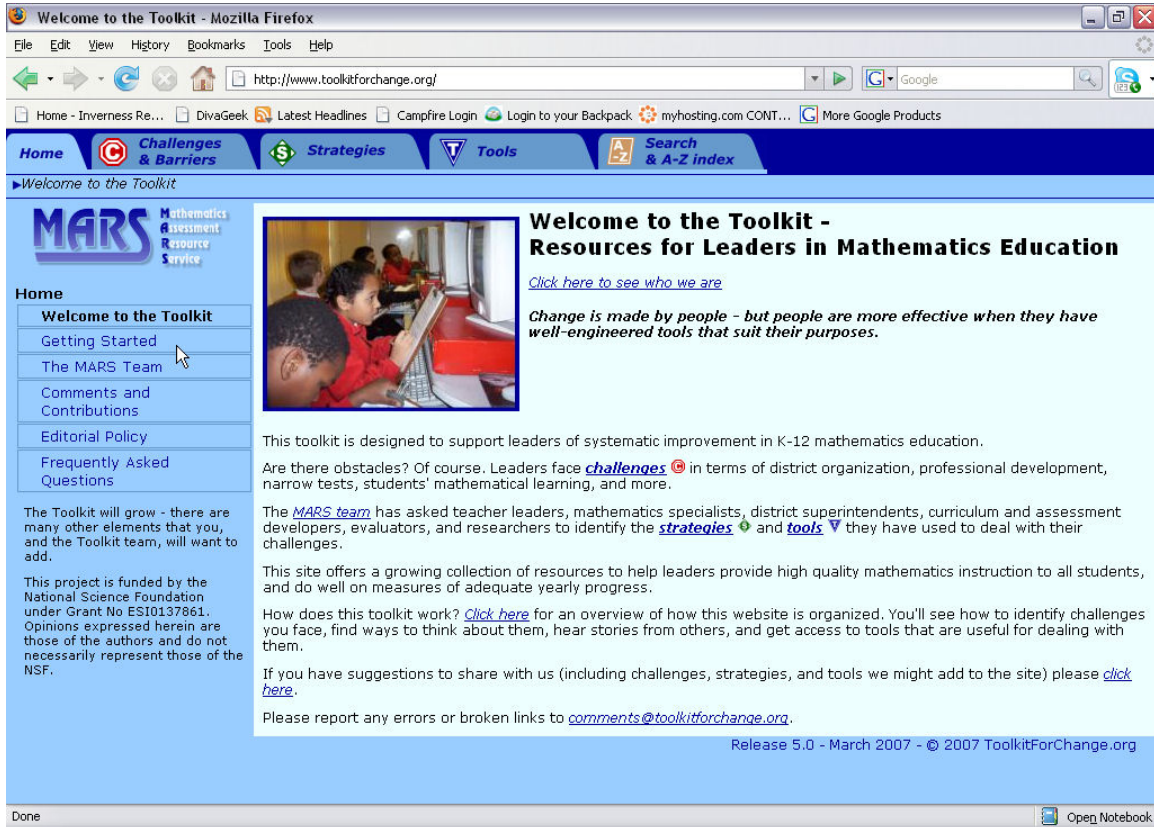 Welcome to the Toolkit - Mozilla Firefox
File Edit View History Bookmarks Tools Help
http://www.toolkitforchange.org/
G Google
123
Home - Inverness Re... DivaGeek Latest Headlines Campfire Login Login to your Backpack myhosting.com CONT... G More Google Products
Home
C
Challenges
& Barriers
S
Strategies
T
Tools
A-Z
Search
& A-Z index
Welcome to the Toolkit
MARS
Mathematics
Assessment
Resource
Service
Home
Welcome to the Toolkit
Getting Started
The MARS Team
Comments and
Contributions
Editorial Policy
Frequently Asked
Questions
The Toolkit will grow - there are
many other elements that you,
and the Toolkit team, will want to
add.
This project is funded by the
National Science Foundation
under Grant No ESI0137861.
Opinions expressed herein are
those of the authors and do not
necessarily represent those of the
NSF.
Welcome to the Toolkit -
Resources for Leaders in Mathematics Education
Click here to see who we are
Change is made by people - but people are more effective when they have
well-engineered tools that suit their purposes.
This toolkit is designed to support leaders of systematic improvement in K-12 mathematics education.
Are there obstacles? Of course. Leaders face challenges C in terms of district organization, professional development,
narrow tests, students' mathematical learning, and more.
The MARS team has asked teacher leaders, mathematics specialists, district superintendents, curriculum and assessment
developers, evaluators, and researchers to identify the strategies S and tools T they have used to deal with their
challenges.
This site offers a growing collection of resources to help leaders provide high quality mathematics instruction to all students,
and do well on measures of adequate yearly progress.
How does this toolkit work? Click here for an overview of how this website is organized. You'll see how to identify challenges
you face, find ways to think about them, hear stories from others, and get access to tools that are useful for dealing with
them.
If you have suggestions to share with us (including challenges, strategies, and tools we might add to the site) please click
here.
Please report any errors or broken links to comments@toolkitforchange.org.
Release 5.0 - March 2007 - © 2007 ToolkitForChange.org
Done
Open Notebook